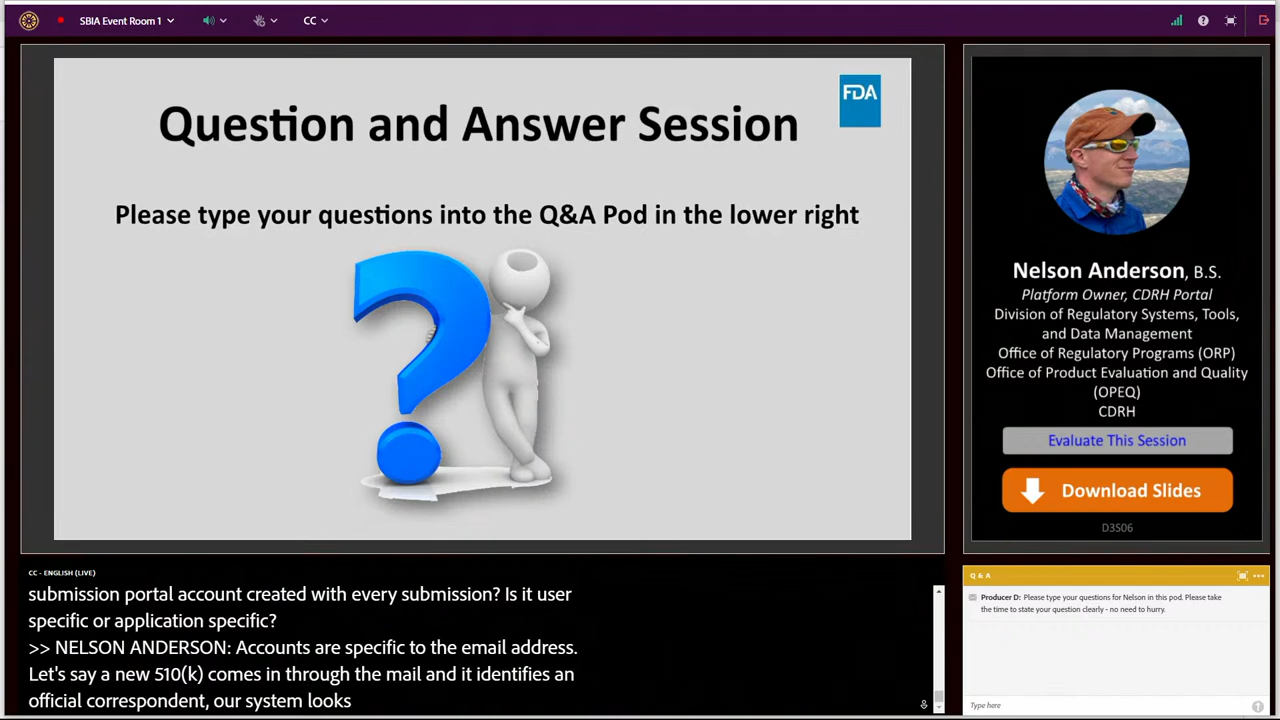 SBIA Event Room 1
CC
FDA
Question and Answer Session
Please type your questions into the Q&A Pod in the lower right
Nelson Anderson, B.S.
Platform Owner, CDRH Portal
Division of Regulatory Systems, Tools,
and Data Management
Office of Regulatory Programs (ORP)
Office of Product Evaluation and Quality
(OPEQ)
CDRH
Evaluate This Session
Download Slides
D3S06
CC - ENGLISH (LIVE)
submission portal account created with every submission? Is it user
specific or application specific?
>> NELSON ANDERSON: Accounts are specific to the email address.
Let's say a new 510(k) comes in through the mail and it identifies an
official correspondent, our system looks
Q & A
Producer D: Please type your questions for Nelson in this pod. Please take
the time to state your question clearly - no need to hurry.
Type here